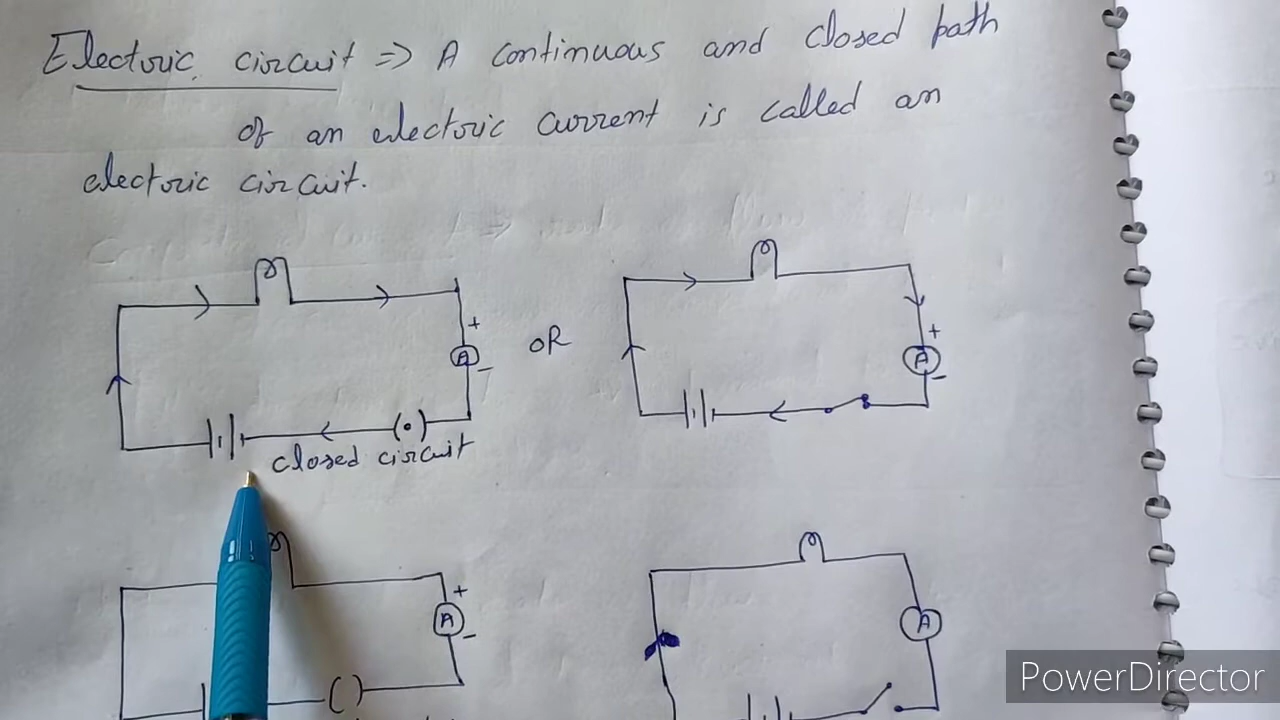 Electric circuit => A continuous and closed path
of an electric current is called an
electric circuit.
+
A
-
OR
+
A
-
closed circuit
+
A
-
A
PowerDirector